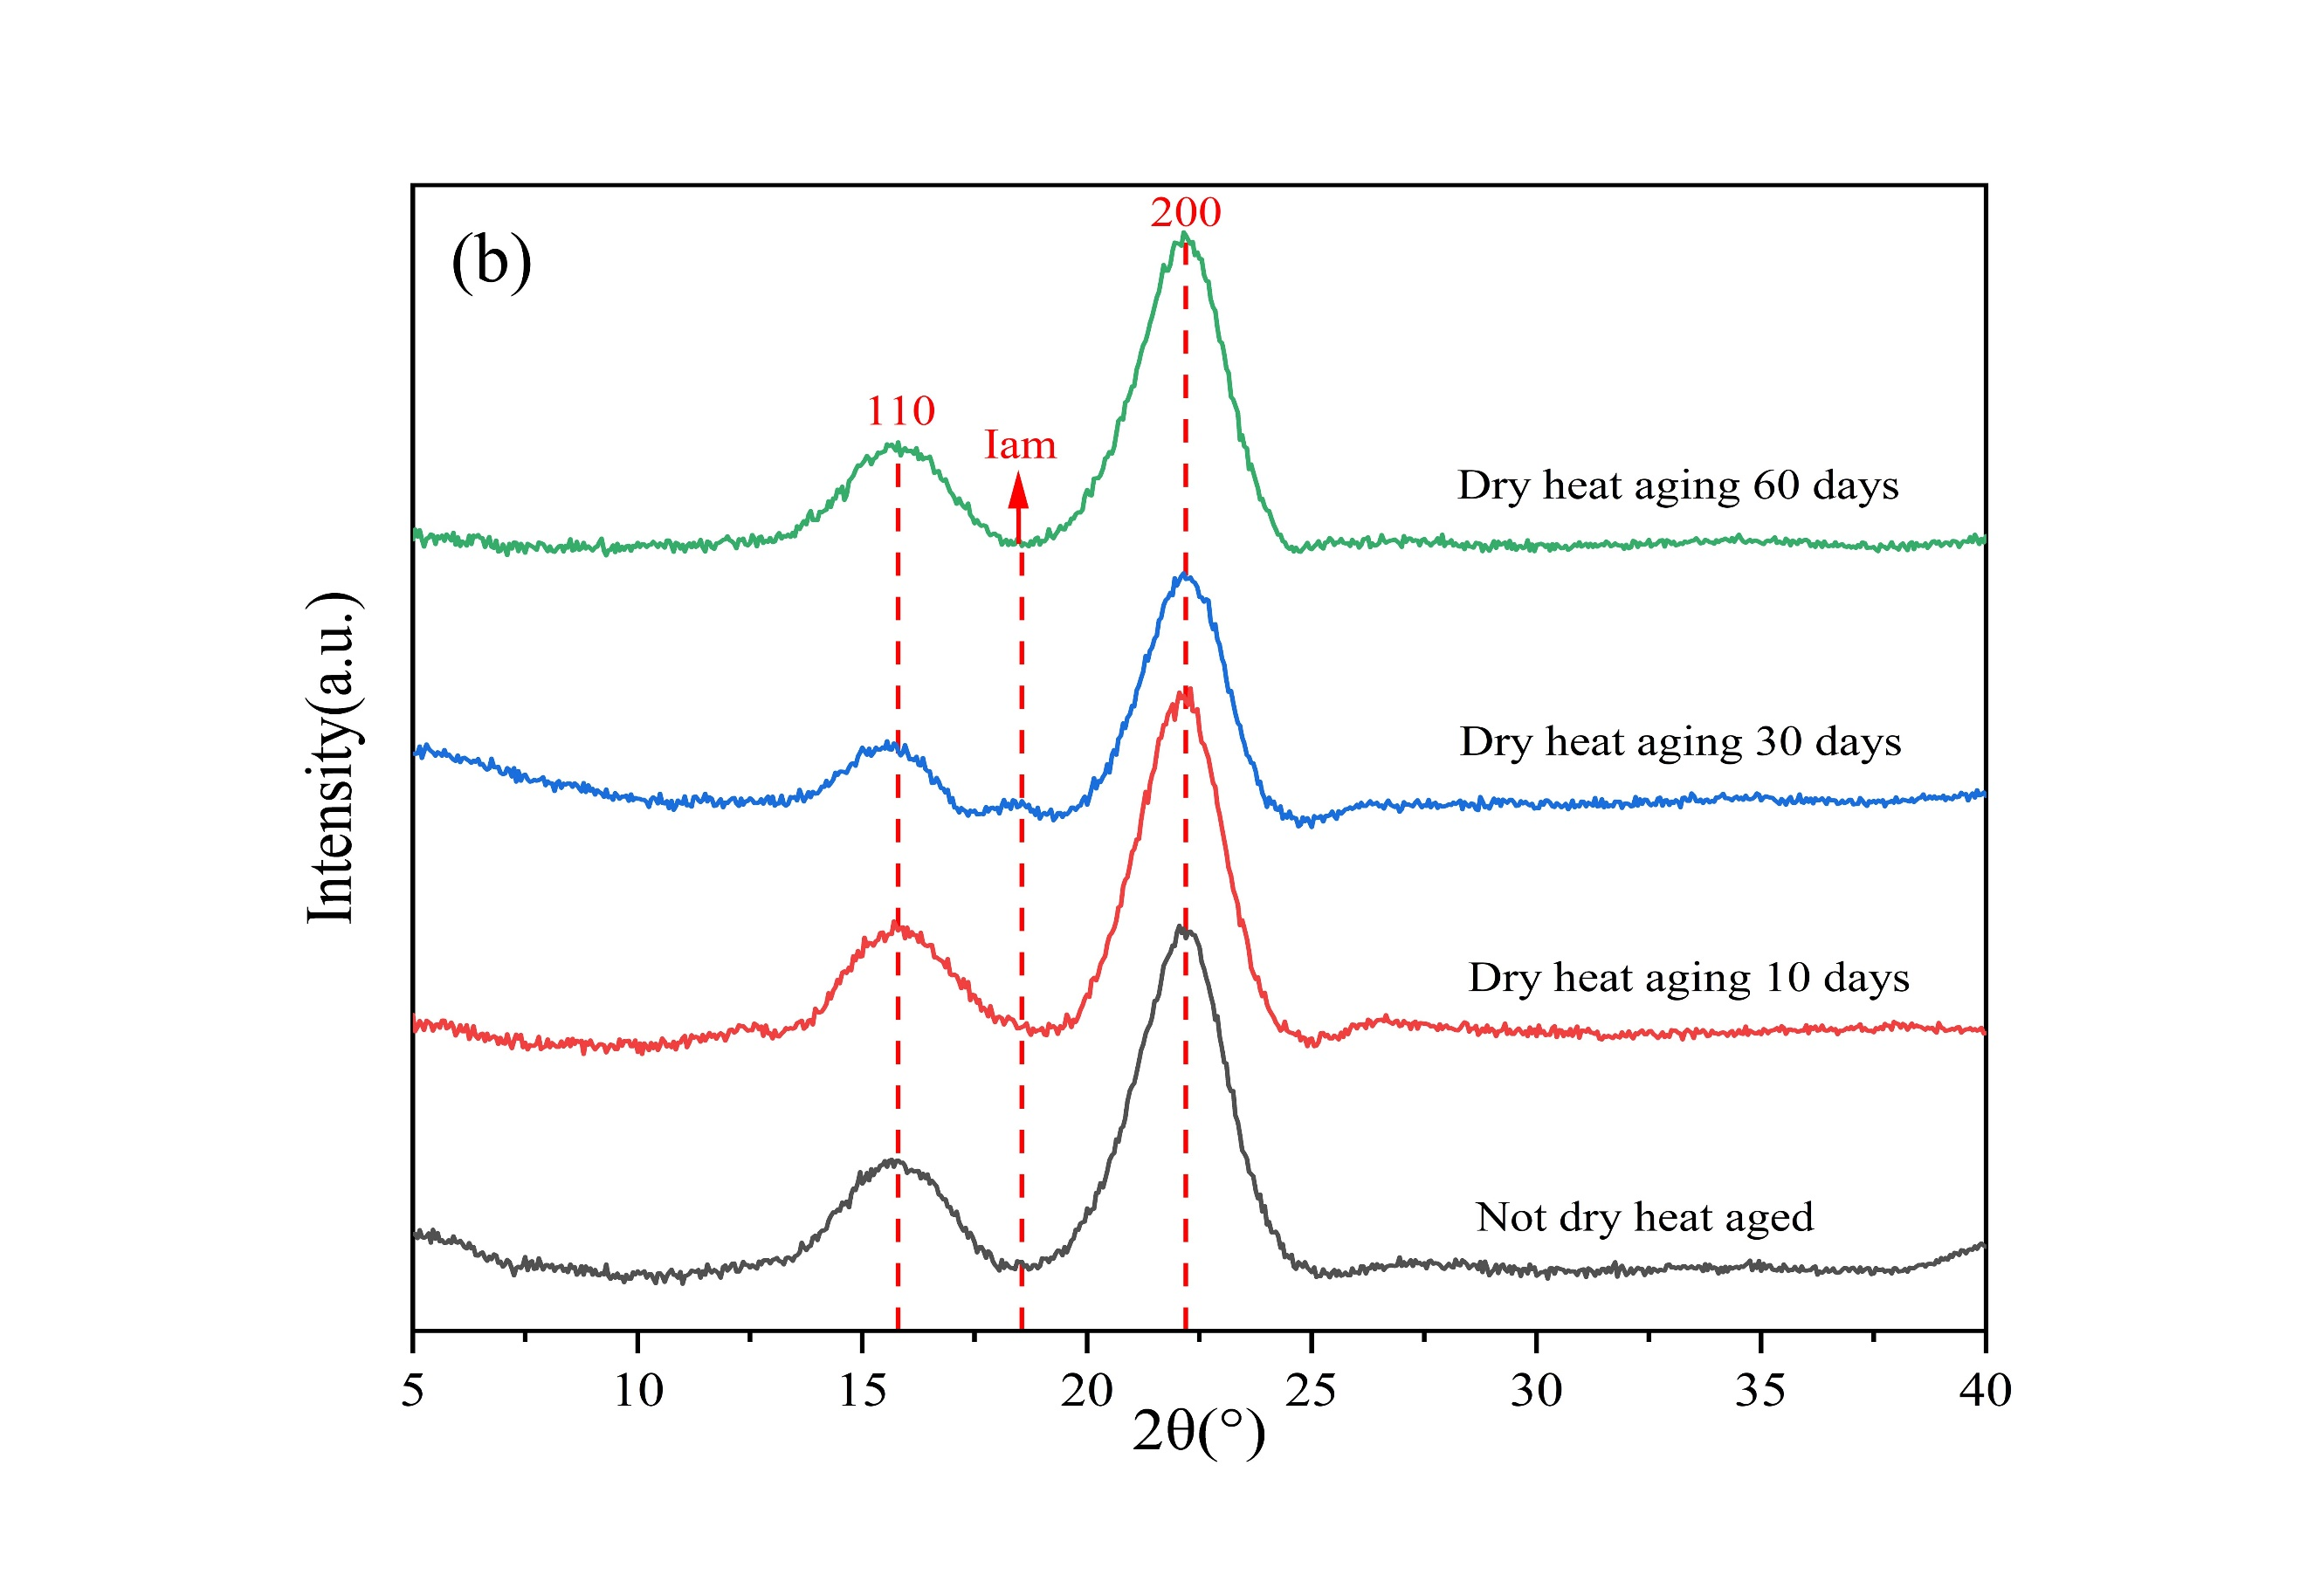 (b)
200
110
Iam
Dry heat aging 60 days
Dry heat aging 30 days
Dry heat aging 10 days
Not dry heat aged
Intensity(a.u.)
5 10 15 20 25 30 35 40
2θ(°)